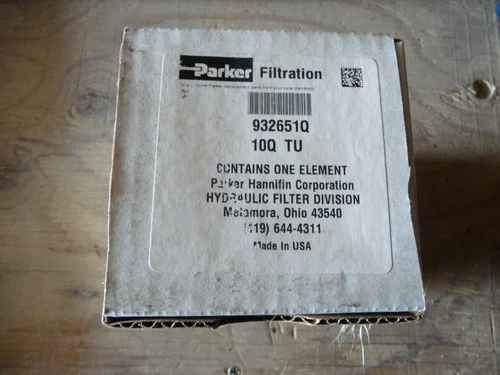 Parker Filtration
932651Q
10Q TU
CONTAINS ONE ELEMENT
Parker Hannifin Corporation
HYDRAULIC FILTER DIVISION
Metamora, Ohio 43540
(419) 644-4311
Made In USA